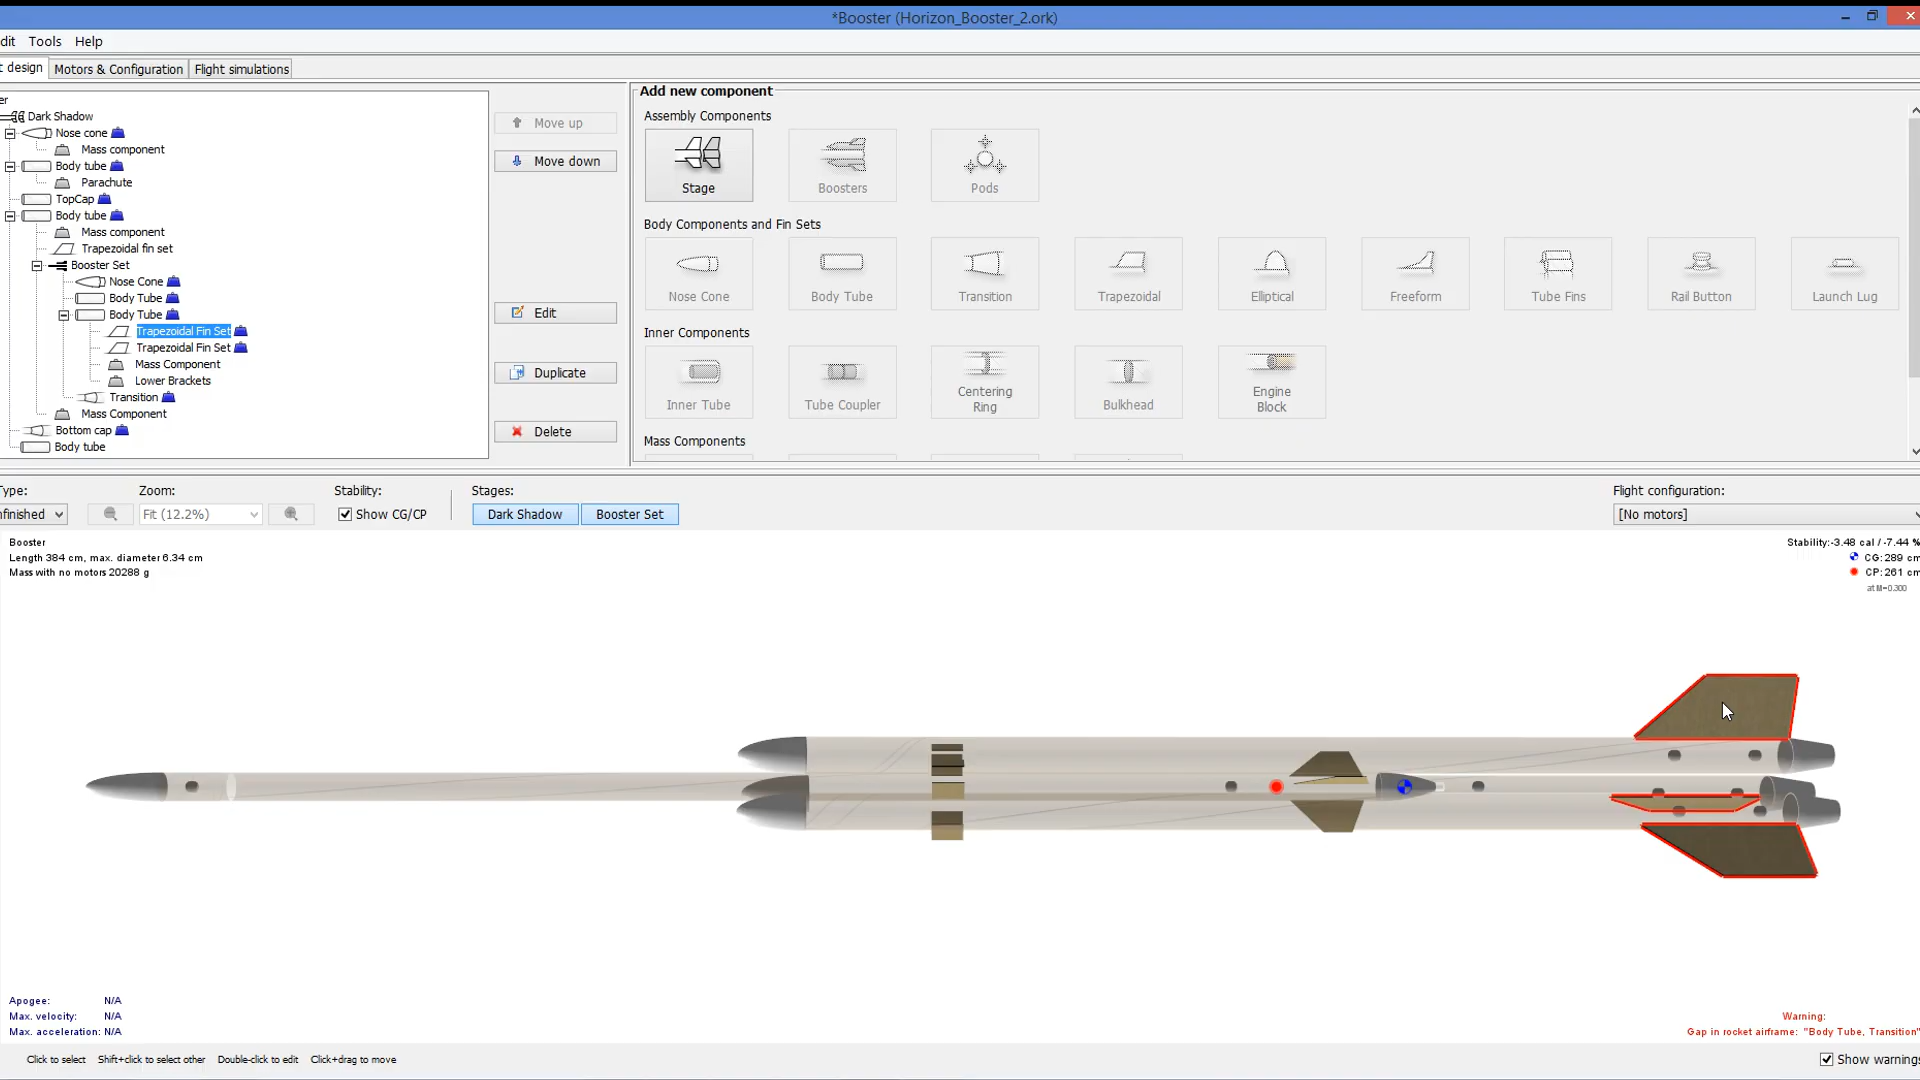 *Booster (Horizon_Booster_2.ork)
dit Tools Help
t design Motors & Configuration Flight simulations
er
Dark Shadow
Nose cone
Mass component
Body tube
Parachute
TopCap
Body tube
Mass component
Trapezoidal fin set
Booster Set
Nose Cone
Body Tube
Body Tube
Trapezoidal Fin Set
Trapezoidal Fin Set
Mass Component
Lower Brackets
Transition
Mass Component
Bottom cap
Body tube
Move up
Move down
Edit
Duplicate
Delete
Add new component
Assembly Components
Stage Boosters Pods
Body Components and Fin Sets
Nose Cone Body Tube Transition Trapezoidal Elliptical Freeform Tube Fins Rail Button Launch Lug
Inner Components
Inner Tube Tube Coupler Centering Ring Bulkhead Engine Block
Mass Components
Type: Zoom: Stability: Stages: Flight configuration:
finished Fit (12.2%) Show CG/CP Dark Shadow Booster Set [No motors]
Booster
Length 384 cm, max. diameter 6.34 cm
Mass with no motors 20288 g
Stability:-3.48 cal / -7.44 %
CG:289 cm
CP:261 cm
at M=0.300
Apogee: N/A
Max. velocity: N/A
Max. acceleration: N/A
Warning:
Gap in rocket airframe: "Body Tube, Transition"
Click to select Shift+click to select other Double-click to edit Click+drag to move
Show warnings